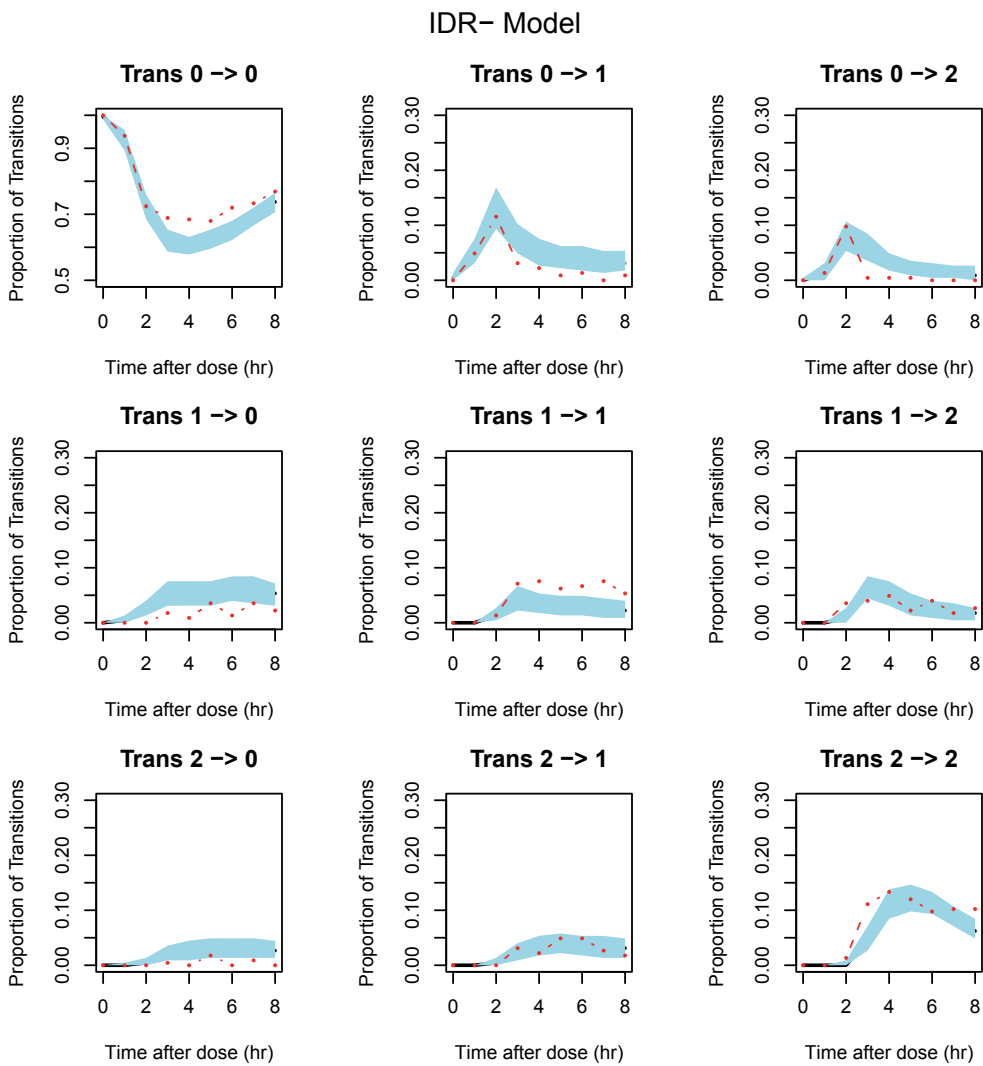 IDR− Model
Trans 0 −> 0
Trans 0 −> 1
Trans 0 −> 2
Proportion of Transitions
0.5 0.7 0.9
0 2 4 6 8
Time after dose (hr)
Proportion of Transitions
0.00 0.10 0.20 0.30
0 2 4 6 8
Time after dose (hr)
Proportion of Transitions
0.00 0.10 0.20 0.30
0 2 4 6 8
Time after dose (hr)
Trans 1 −> 0
Trans 1 −> 1
Trans 1 −> 2
Proportion of Transitions
0.00 0.10 0.20 0.30
0 2 4 6 8
Time after dose (hr)
Proportion of Transitions
0.00 0.10 0.20 0.30
0 2 4 6 8
Time after dose (hr)
Proportion of Transitions
0.00 0.10 0.20 0.30
0 2 4 6 8
Time after dose (hr)
Trans 2 −> 0
Trans 2 −> 1
Trans 2 −> 2
Proportion of Transitions
0.00 0.10 0.20 0.30
0 2 4 6 8
Time after dose (hr)
Proportion of Transitions
0.00 0.10 0.20 0.30
0 2 4 6 8
Time after dose (hr)
Proportion of Transitions
0.00 0.10 0.20 0.30
0 2 4 6 8
Time after dose (hr)